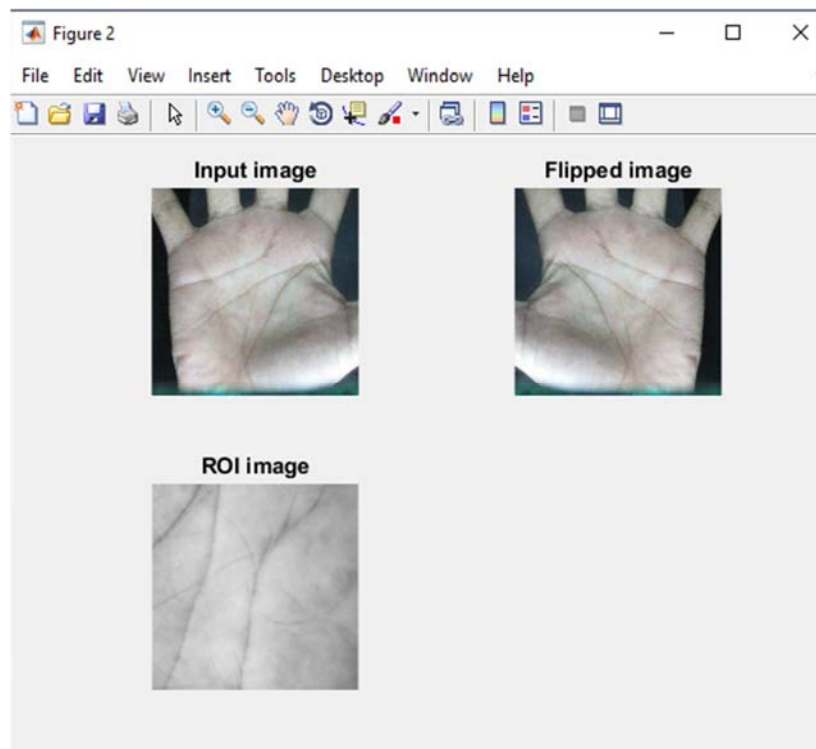 Figure 2
File Edit View Insert Tools Desktop Window Help
Input image Flipped image
ROI image